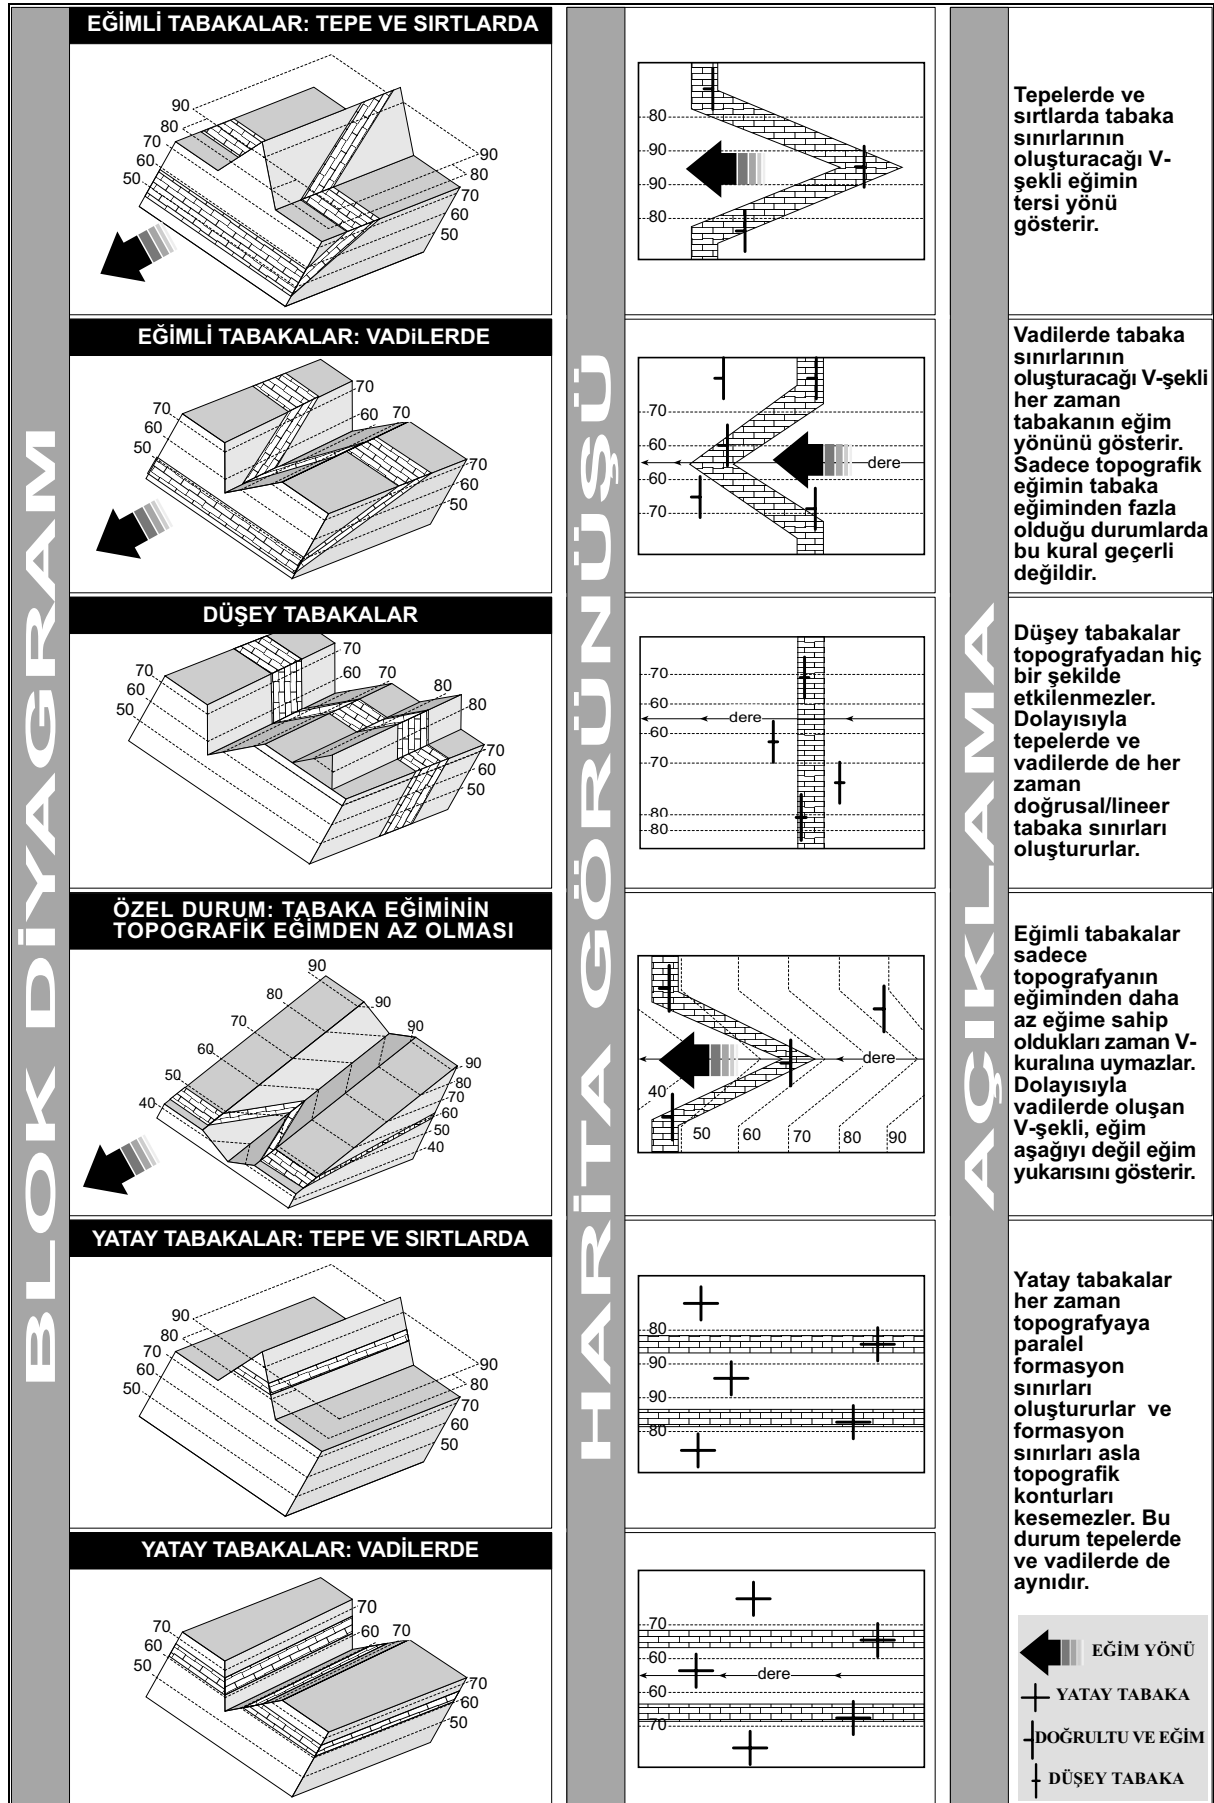 BLOK DİYAGRAM
HARİTA GÖRÜNÜŞÜ
AÇIKLAMA
EĞİMLİ TABAKALAR: TEPE VE SIRTLARDA
90
80
70
60
50
90
80
70
60
50
80
90
90
80
Tepelerde ve
sırtlarda tabaka
sınırlarının
oluşturacağı V-
şekli eğimin
tersi yönü
gösterir.
EĞİMLİ TABAKALAR: VADiLERDE
70
60
50
70
60
70
70
60
50
70
60
dere
60
70
Vadilerde tabaka
sınırlarının
oluşturacağı V-şekli
her zaman
tabakanın eğim
yönünü gösterir.
Sadece topografik
eğimin tabaka
eğiminden fazla
olduğu durumlarda
bu kural geçerli
değildir.
DÜŞEY TABAKALAR
70
60
50
70
60
70
80
80
70
60
50
70
60
dere
60
70
80
80
Düşey tabakalar
topografyadan hiç
bir şekilde
etkilenmezler.
Dolayısıyla
tepelerde ve
vadilerde de her
zaman
doğrusal/lineer
tabaka sınırları
oluştururlar.
ÖZEL DURUM: TABAKA EĞİMİNİN
TOPOGRAFİK EĞİMDEN AZ OLMASI
90
80
70
60
50
40
90
90
90
80
70
60
50
40
dere
40
50
60
70
80
90
Eğimli tabakalar
sadece
topografyanın
eğiminden daha
az eğime sahip
oldukları zaman V-
kuralına uymazlar.
Dolayısıyla
vadilerde oluşan
V-şekli, eğim
aşağıyı değil eğim
yukarısını gösterir.
YATAY TABAKALAR: TEPE VE SIRTLARDA
90
80
70
60
50
90
80
70
60
50
80
90
90
80
Yatay tabakalar
her zaman
topografyaya
paralel
formasyon
sınırları
oluştururlar ve
formasyon
sınırları asla
topografik
konturları
kesemezler. Bu
durum tepelerde
ve vadilerde de
aynıdır.
YATAY TABAKALAR: VADİLERDE
70
60
50
70
60
70
70
60
50
70
60
dere
60
70
EĞİM YÖNÜ
YATAY TABAKA
DOĞRULTU VE EĞİM
DÜŞEY TABAKA